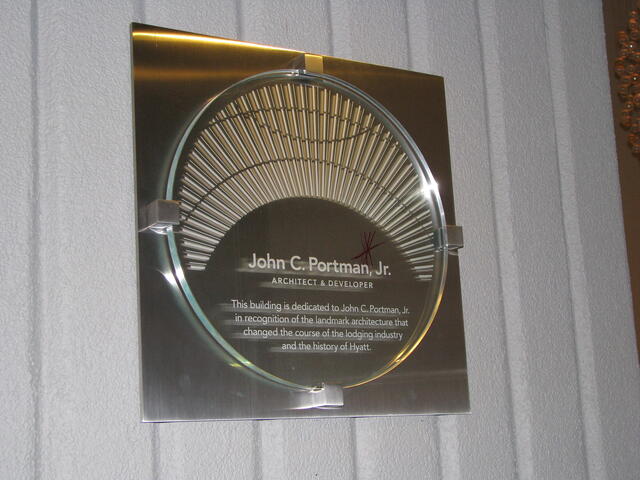 John C. Portman, Jr.
ARCHITECT & DEVELOPER
This building is dedicated to John C. Portman, Jr.
in recognition of the landmark architecture that
changed the course of the lodging industry
and the history of Hyatt.